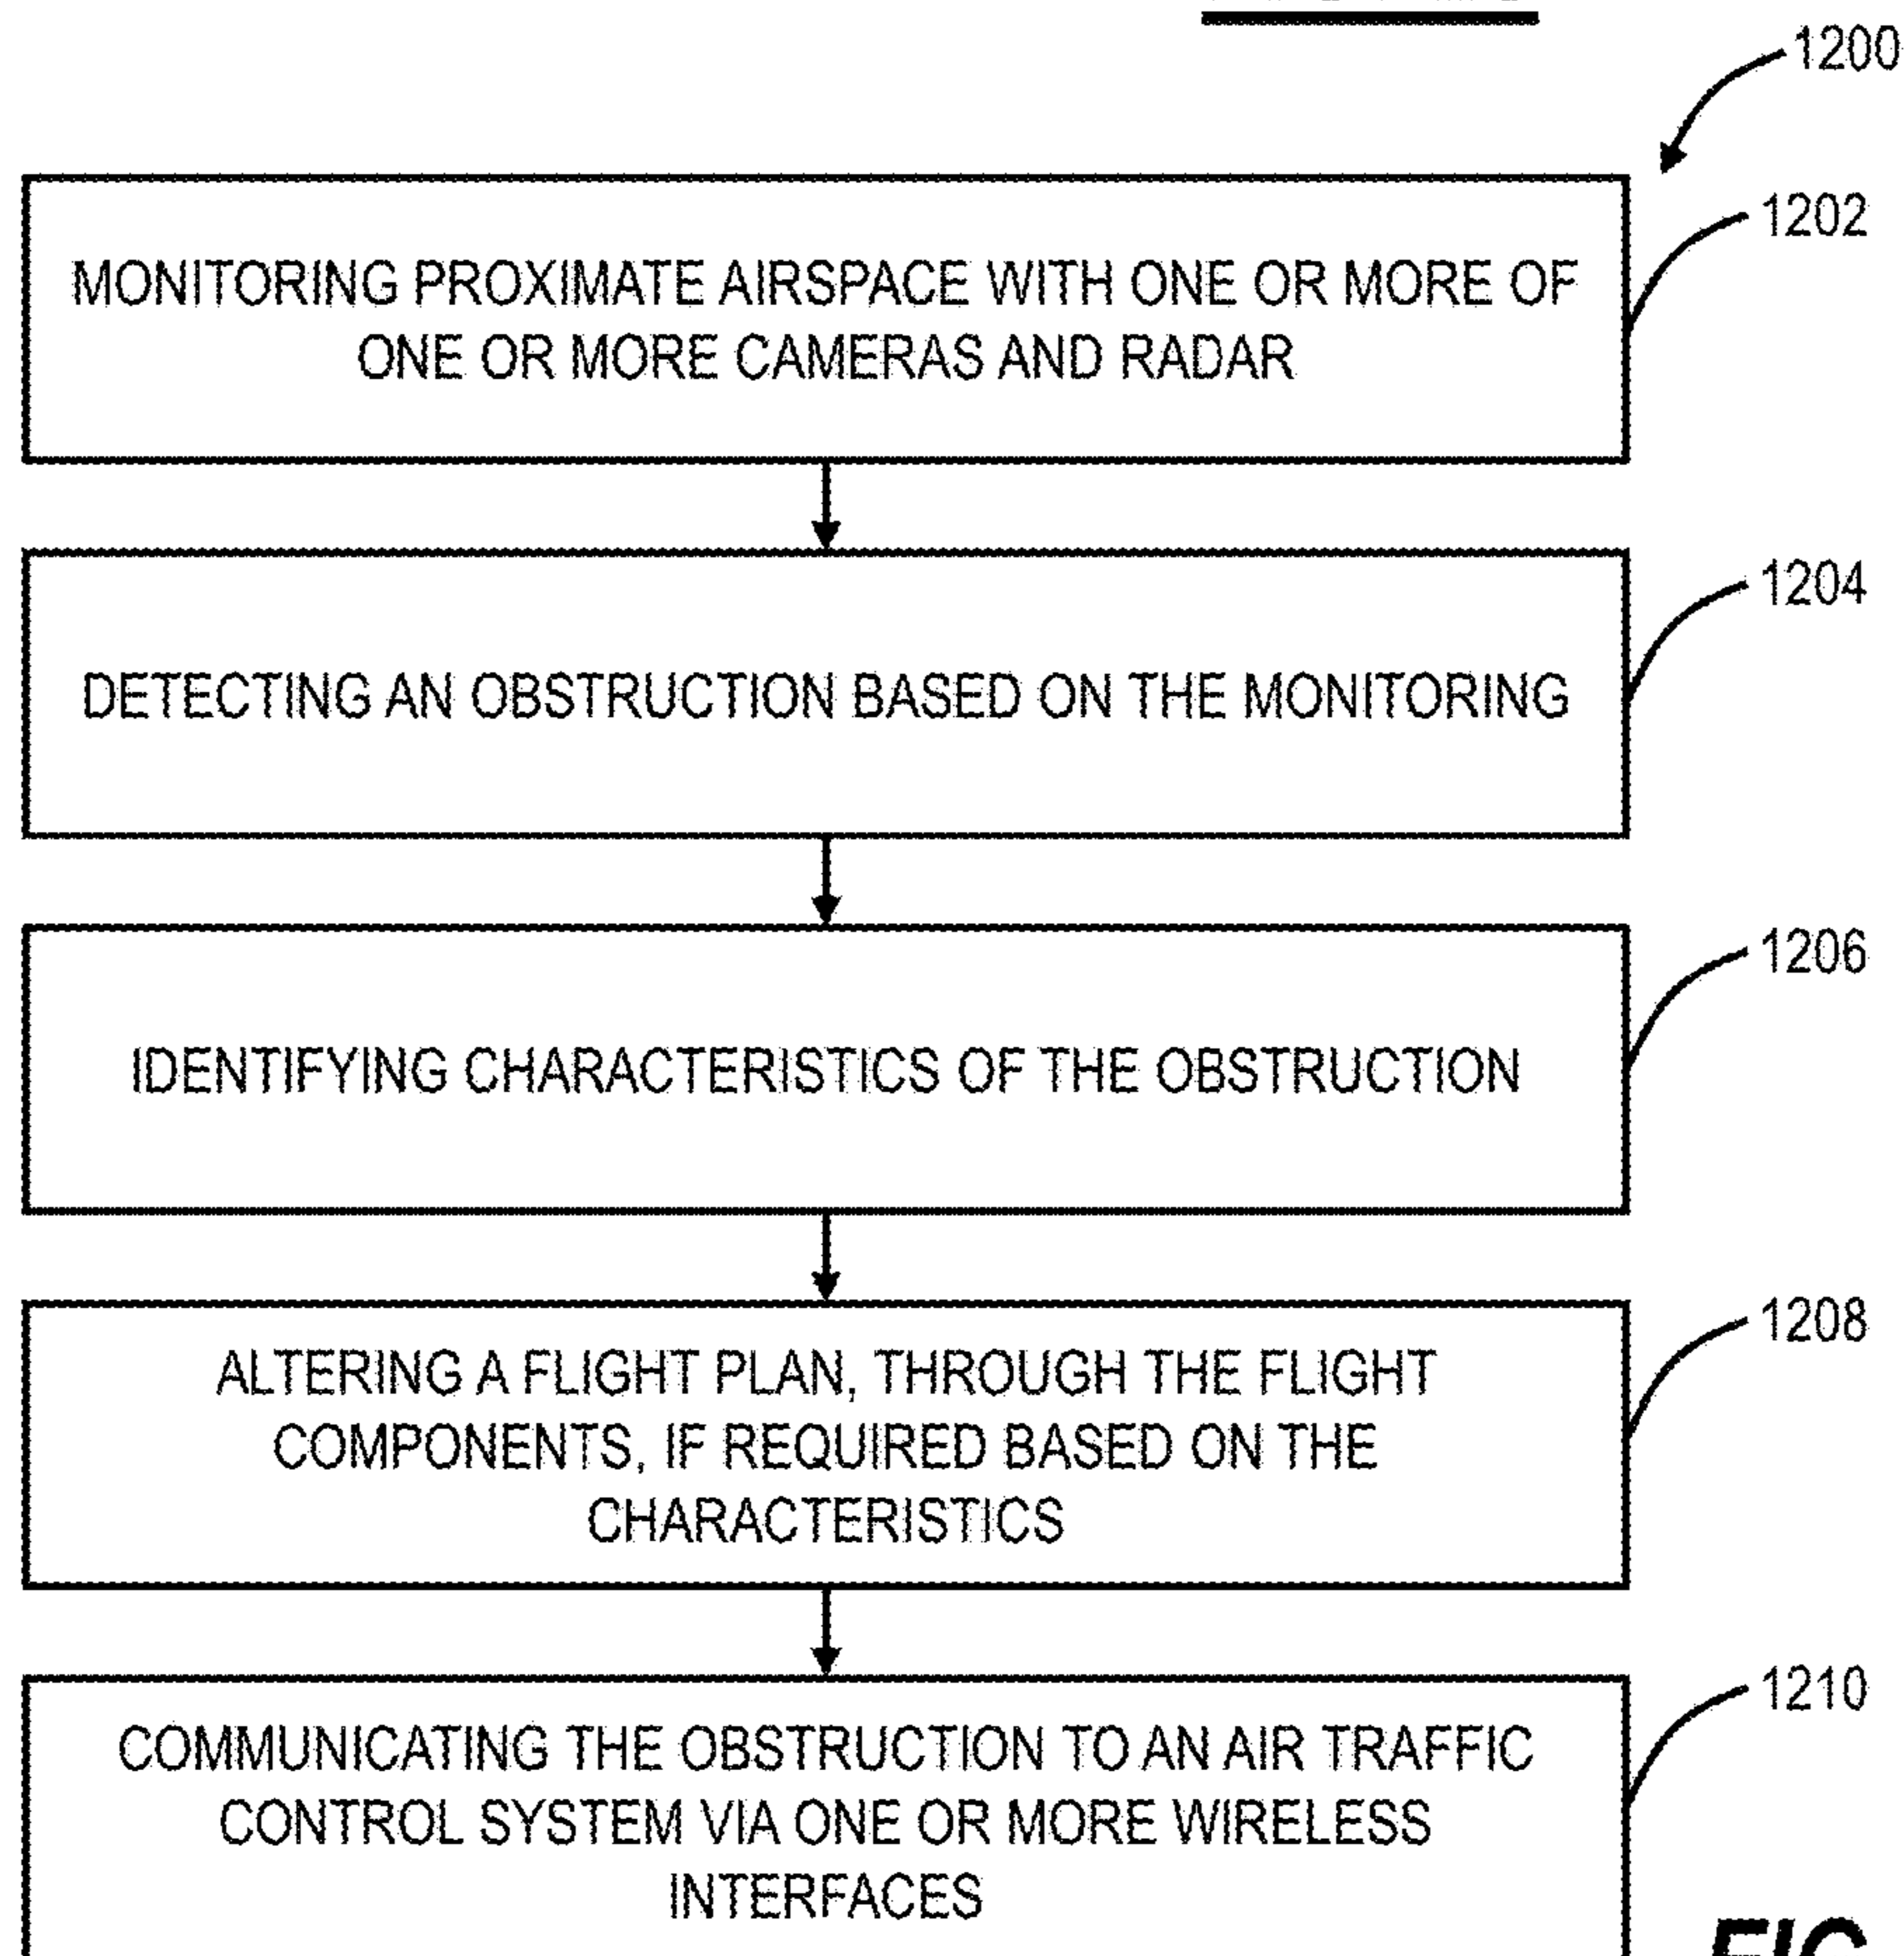 1200
1202
MONITORING PROXIMATE AIRSPACE WITH ONE OR MORE OF
ONE OR MORE CAMERAS AND RADAR
1204
DETECTING AN OBSTRUCTION BASED ON THE MONITORING
1206
IDENTIFYING CHARACTERISTICS OF THE OBSTRUCTION
1208
ALTERING A FLIGHT PLAN, THROUGH THE FLIGHT
COMPONENTS, IF REQUIRED BASED ON THE
CHARACTERISTICS
1210
COMMUNICATING THE OBSTRUCTION TO AN AIR TRAFFIC
CONTROL SYSTEM VIA ONE OR MORE WIRELESS
INTERFACES
FIG